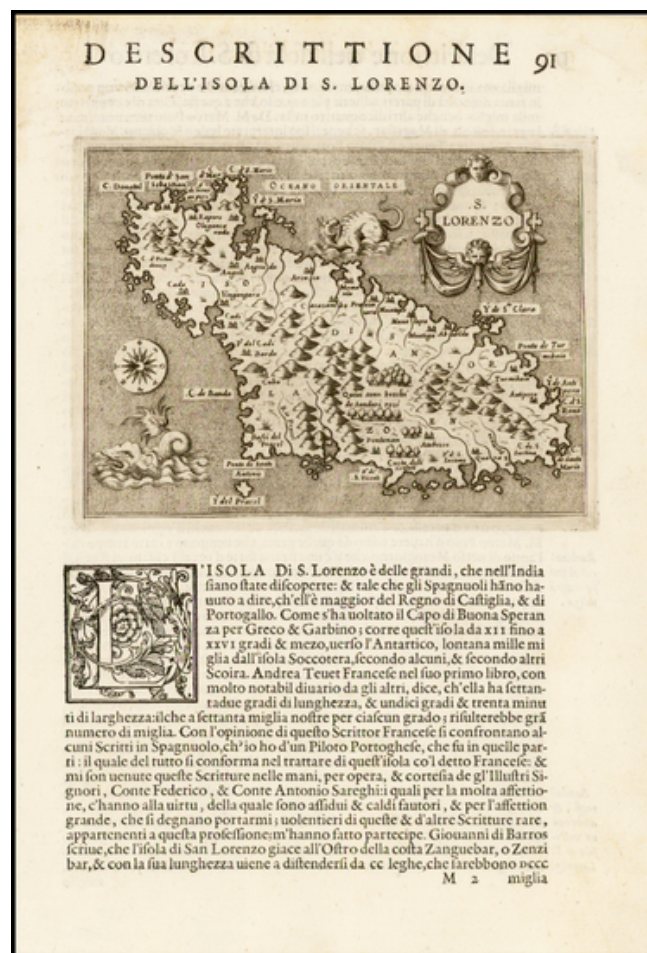 DESCRITTIONE 91
DELL'ISOLA DI S. LORENZO.
OCEANO ORIENTALE
C. de S. Maria
C. Donatal
Y. d S. Maria
S.
LORENZO
Y. de Sta Clara
C. de Banda
Y. del Pracel
L'ISOLA Di S. Lorenzo è delle grandi, che nell'India
ſiano ſtate diſcoperte: & tale che gli Spagnuoli hãno ha-
uuto a dire,ch'ell'è maggior del Regno di Caſtiglia, & di
Portogallo. Come s'ha uoltato il Capo di Buona Speran
za per Greco & Garbino; corre queſt'iſola da XII fino a
XXVI gradi & mezo,uerſo l'Antartico, lontana mille mi
glia dall'iſola Soccotera,ſecondo alcuni,& ſecondo altri
Scoira. Andrea Teuet Franceſe nel ſuo primo libro, con
molto notabil diuario da gli altri, dice, ch'ella ha ſettan-
tadue gradi di lunghezza, & undici gradi & trenta minu
ti di larghezza:ilche a ſettanta miglia noſtre per ciaſcun grado; riſulterebbe grã
numero di miglia. Con l'opinione di queſto Scrittor Franceſe ſi confrontano al-
cuni Scritti in Spagnuolo,ch'io ho d'un Piloto Portogheſe, che fu in quelle par-
ti : il quale del tutto ſi conforma nel trattare di queſt'iſola co'l detto Franceſe: &
mi ſon uenute queſte Scritture nelle mani, per opera, & corteſia de gl'Illuſtri Si-
gnori, Conte Federico, & Conte Antonio Sareghi:i quali per la molta affettio-
ne, c'hanno alla uirtu, della quale ſono aſſidui & caldi fautori, & per l'affettion
grande, che ſi degnano portarmi; uolentieri di queſte & d'altre Scritture rare,
appartenenti a queſta profeſſione;m'hanno fatto partecipe. Giouanni di Barros
ſcriue,che l'iſola di San Lorenzo giace all'Oſtro della coſta Zanguebar, o Zenzi
bar,& con la ſua lunghezza uiene a diſtenderſi da CC leghe,che ſarebbono DCCC
M 2 miglia